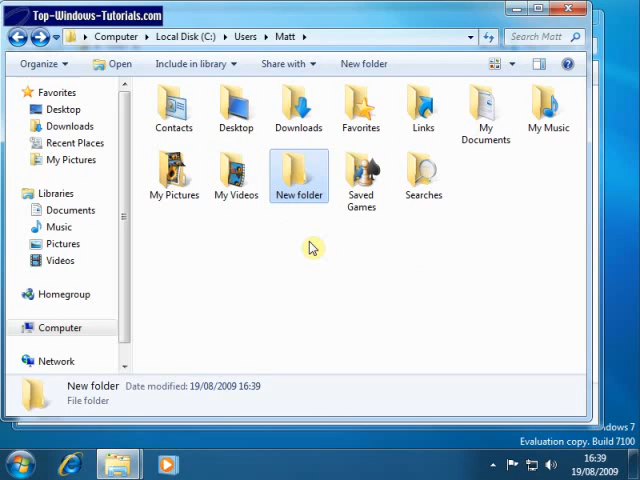 Top-Windows-Tutorials.com
Computer Local Disk (C:) Users Matt
Search Matt
Organize Open Include in library Share with New folder
Favorites
Desktop
Downloads
Recent Places
My Pictures
Libraries
Documents
Music
Pictures
Videos
Homegroup
Computer
Network
Contacts
Desktop
Downloads
Favorites
Links
My
Documents
My Music
My Pictures
My Videos
New folder
Saved
Games
Searches
New folder Date modified: 19/08/2009 16:39
File folder
ndows 7
Evaluation copy. Build 7100
16:39
19/08/2009